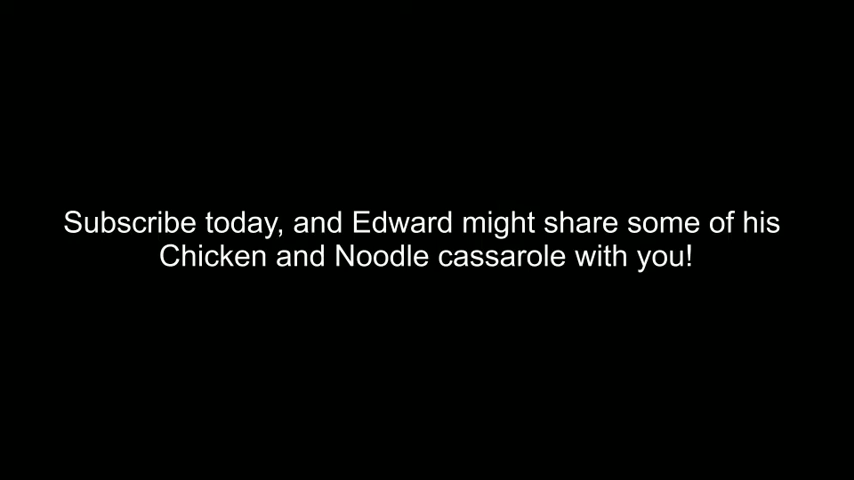 Subscribe today, and Edward might share some of his
Chicken and Noodle cassarole with you!